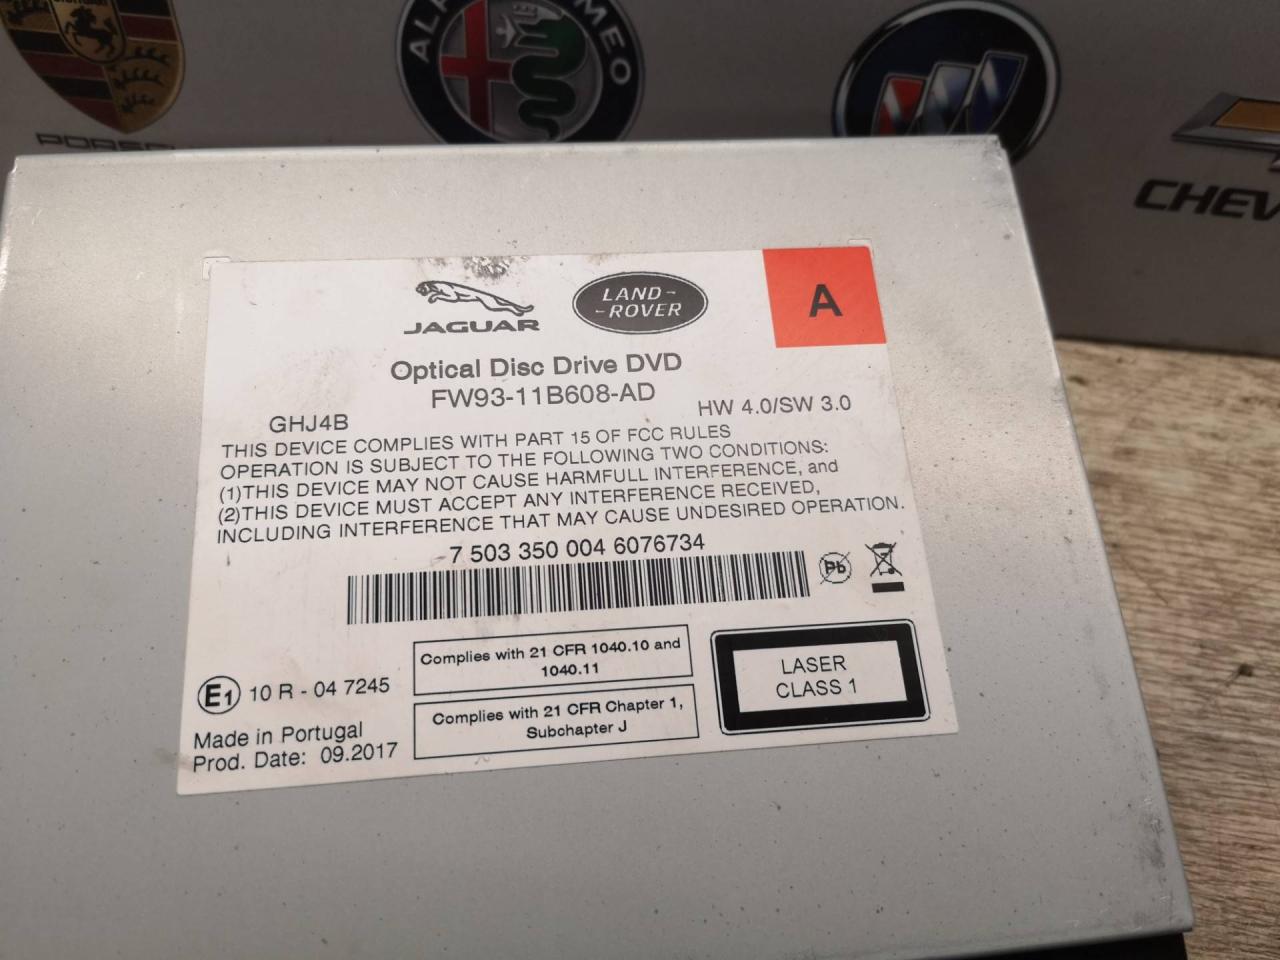 ALFA ROMEO
CHEV
JAGUAR
LAND-
-ROVER
A
Optical Disc Drive DVD
FW93-11B608-AD
GHJ4B
HW 4.0/SW 3.0
THIS DEVICE COMPLIES WITH PART 15 OF FCC RULES
OPERATION IS SUBJECT TO THE FOLLOWING TWO CONDITIONS:
(1)THIS DEVICE MAY NOT CAUSE HARMFULL INTERFERENCE, and
(2)THIS DEVICE MUST ACCEPT ANY INTERFERENCE RECEIVED,
INCLUDING INTERFERENCE THAT MAY CAUSE UNDESIRED OPERATION.
7 503 350 004 6076734
Pb
Complies with 21 CFR 1040.10 and
1040.11
LASER
CLASS 1
E1 10 R - 04 7245
Complies with 21 CFR Chapter 1,
Subchapter J
Made in Portugal
Prod. Date: 09.2017